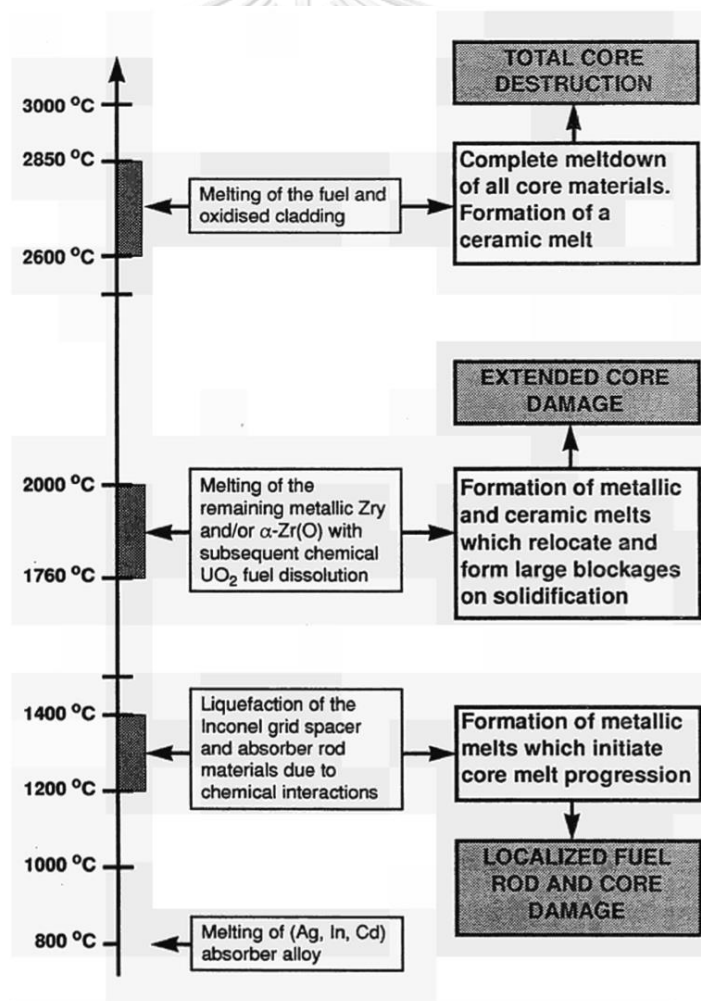 TOTAL CORE
DESTRUCTION
3000 °C
2850 °C
Melting of the fuel and
oxidised cladding
Complete meltdown
of all core materials.
Formation of a
ceramic melt
2600 °C
EXTENDED CORE
DAMAGE
2000 °C
Melting of the
remaining metallic Zry
and/or α-Zr(O) with
subsequent chemical
UO₂ fuel dissolution
Formation of metallic
and ceramic melts
which relocate and
form large blockages
on solidification
1760 °C
1400 °C
Liquefaction of the
Inconel grid spacer
and absorber rod
materials due to
chemical interactions
Formation of metallic
melts which initiate
core melt progression
1200 °C
1000 °C
LOCALIZED FUEL
ROD AND CORE
DAMAGE
800 °C
Melting of (Ag, In, Cd)
absorber alloy